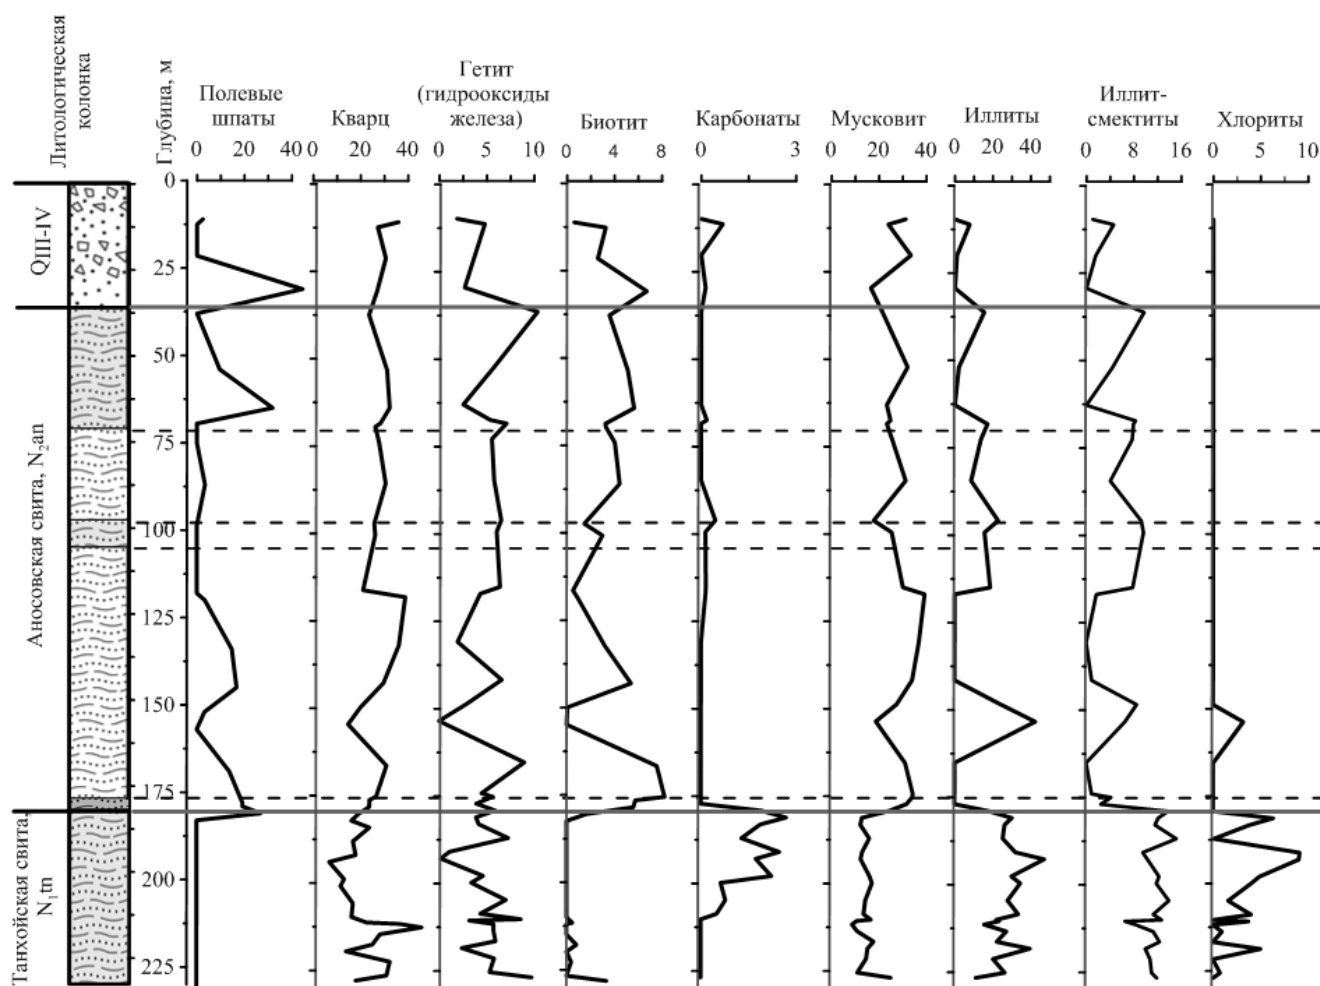 Литологическая
колонка
Глубина, м
Полевые
шпаты
Кварц
Гетит
(гидрооксиды
железа)
Биотит
Карбонаты
Мусковит
Иллиты
Иллит-
смектиты
Хлориты
0 20 40
0 20 40
0 5 10
0 4 8
0 3
0 20 40
0 20 40
0 8 16
0 5 10
0
25
50
75
100
125
150
175
200
225
QIII-IV
Аносовская свита, N2an
Танхойская свита,
N1tn